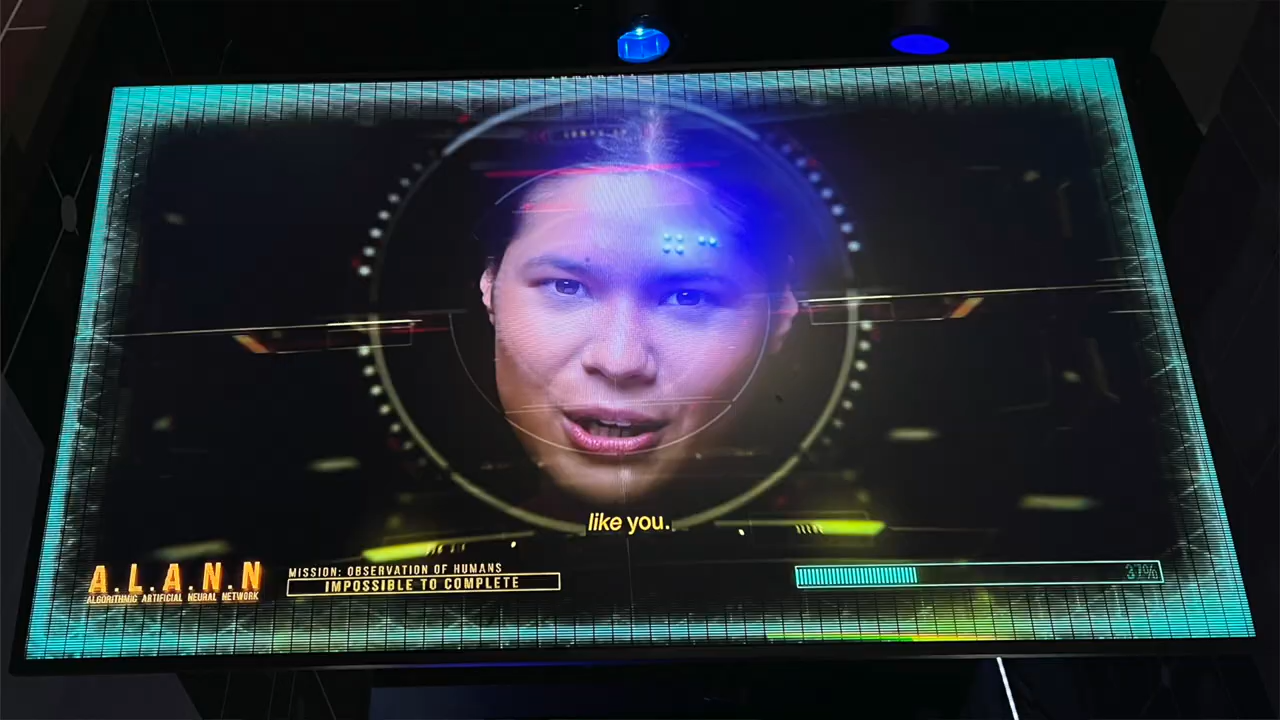 like you.
A.L.A.N.N
ALGORITHMIC ARTIFICIAL NEURAL NETWORK
MISSION: OBSERVATION OF HUMANS
IMPOSSIBLE TO COMPLETE
37%